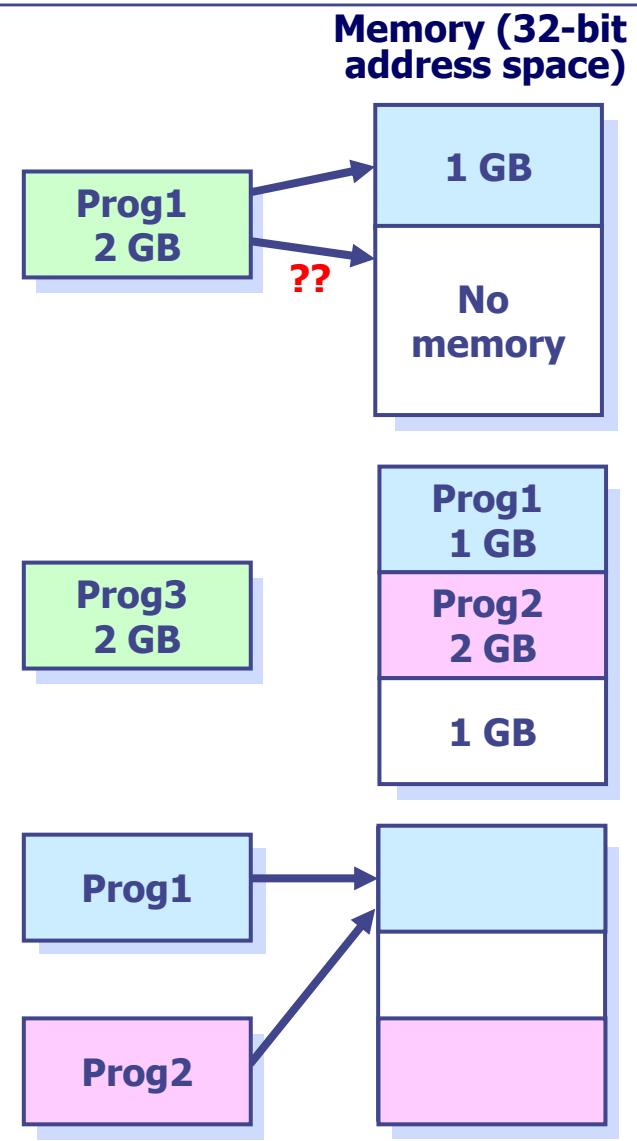 Memory (32-bit
address space)
1 GB
Prog1
2 GB
??
No
memory
Prog1
1 GB
Prog3
2 GB
Prog2
2 GB
1 GB
Prog1
Prog2